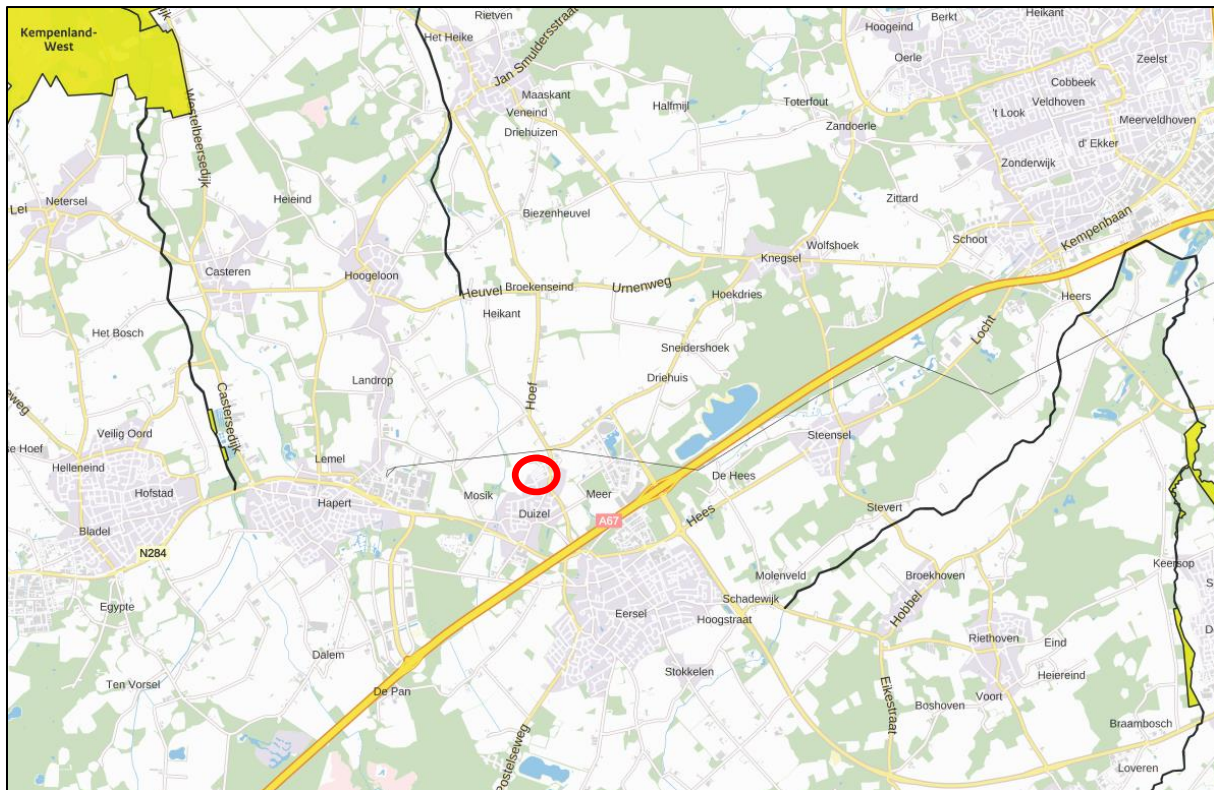 Kempenland-
West
Rietven
Het Heike
Jan Smuldersstraat
Maaskant
Veneind
Driehuizen
Halfmijl
Toterfout
Zandoerle
Hoogeind
Oerle
Berkt
Heikant
Zeelst
Cobbeek
Veldhoven
't Look
Meerveldhoven
d' Ekker
Zonderwijk
Westelbeersedijk
Lei
Netersel
Heieind
Biezenheuvel
Zittard
Kempenbaan
Casteren
Hoogeloon
Wolfshoek
Schoot
Knegsel
Heuvel
Broekenseind
Urnenweg
Hoekdries
Heers
Heikant
Het Bosch
Locht
Sneidershoek
Landrop
Hoef
Driehuis
Castersedijk
Veilig Oord
Steensel
Helleneind
Lemel
Hofstad
Hapert
Mosik
Meer
De Hees
Duizel
Hees
Stevert
Bladel
A67
N284
Keersop
Molenveld
Broekhoven
Egypte
Schadewijk
Hobbel
Eersel
Hoogstraat
Riethoven
Eind
Dalem
Stokkelen
Heiereind
Ten Vorsel
De Pan
Voort
Eikestraat
Boshoven
Braambosch
Loveren